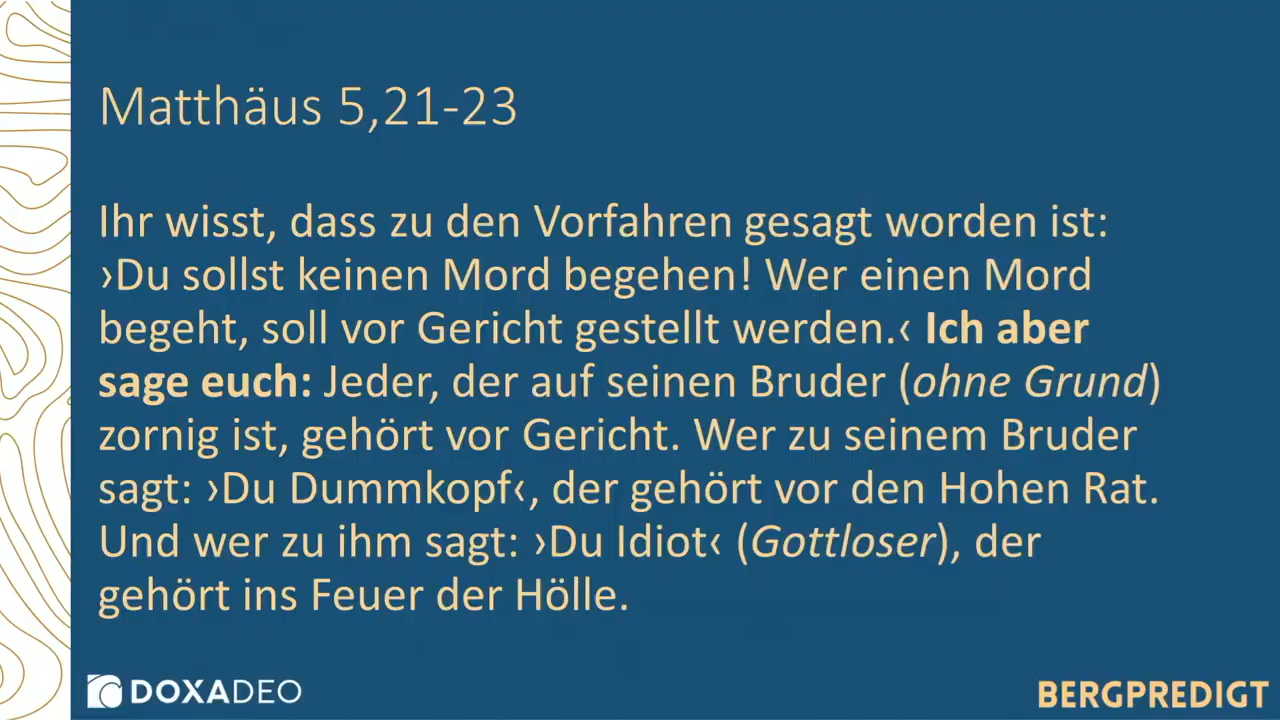 Matthäus 5,21-23
Ihr wisst, dass zu den Vorfahren gesagt worden ist:
›Du sollst keinen Mord begehen! Wer einen Mord
begeht, soll vor Gericht gestellt werden.‹ Ich aber
sage euch: Jeder, der auf seinen Bruder (ohne Grund)
zornig ist, gehört vor Gericht. Wer zu seinem Bruder
sagt: ›Du Dummkopf‹, der gehört vor den Hohen Rat.
Und wer zu ihm sagt: ›Du Idiot‹ (Gottloser), der
gehört ins Feuer der Hölle.
DOXADEO
BERGPREDIGT